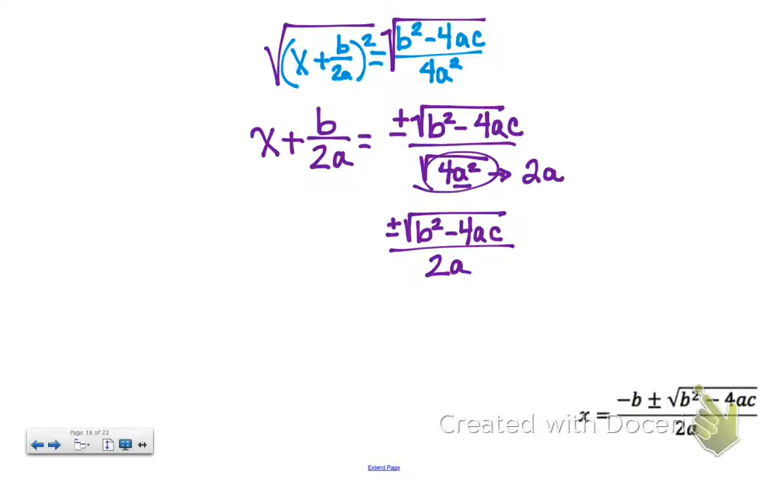 √(x + b/2a)² = √(b² − 4ac)/4a²
x + b/2a = ±√(b² − 4ac)/√4a² → 2a
±√(b² − 4ac)/2a
x = (−b ± √(b² − 4ac))/2a
Created with Docer
Page 18 of 22
Extend Page